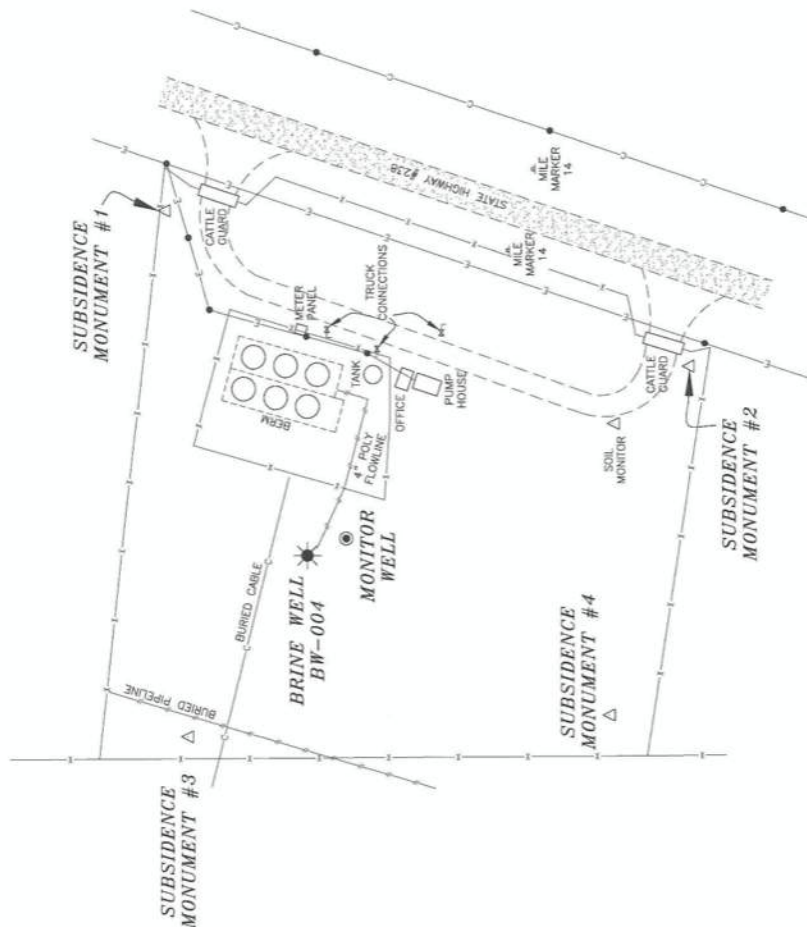 SUBSIDENCE
MONUMENT #1
CATTLE
GUARD
STATE HIGHWAY #238
MILE
MARKER
14
MILE
MARKER
14
METER
PANEL
TRUCK
CONNECTIONS
TANK
BERM
OFFICE
PUMP
HOUSE
4" POLY
FLOWLINE
CATTLE
GUARD
SUBSIDENCE
MONUMENT #2
SOIL
MONITOR
BURIED CABLE
BRINE WELL
BW-004
MONITOR
WELL
BURIED PIPELINE
SUBSIDENCE
MONUMENT #4
SUBSIDENCE
MONUMENT #3